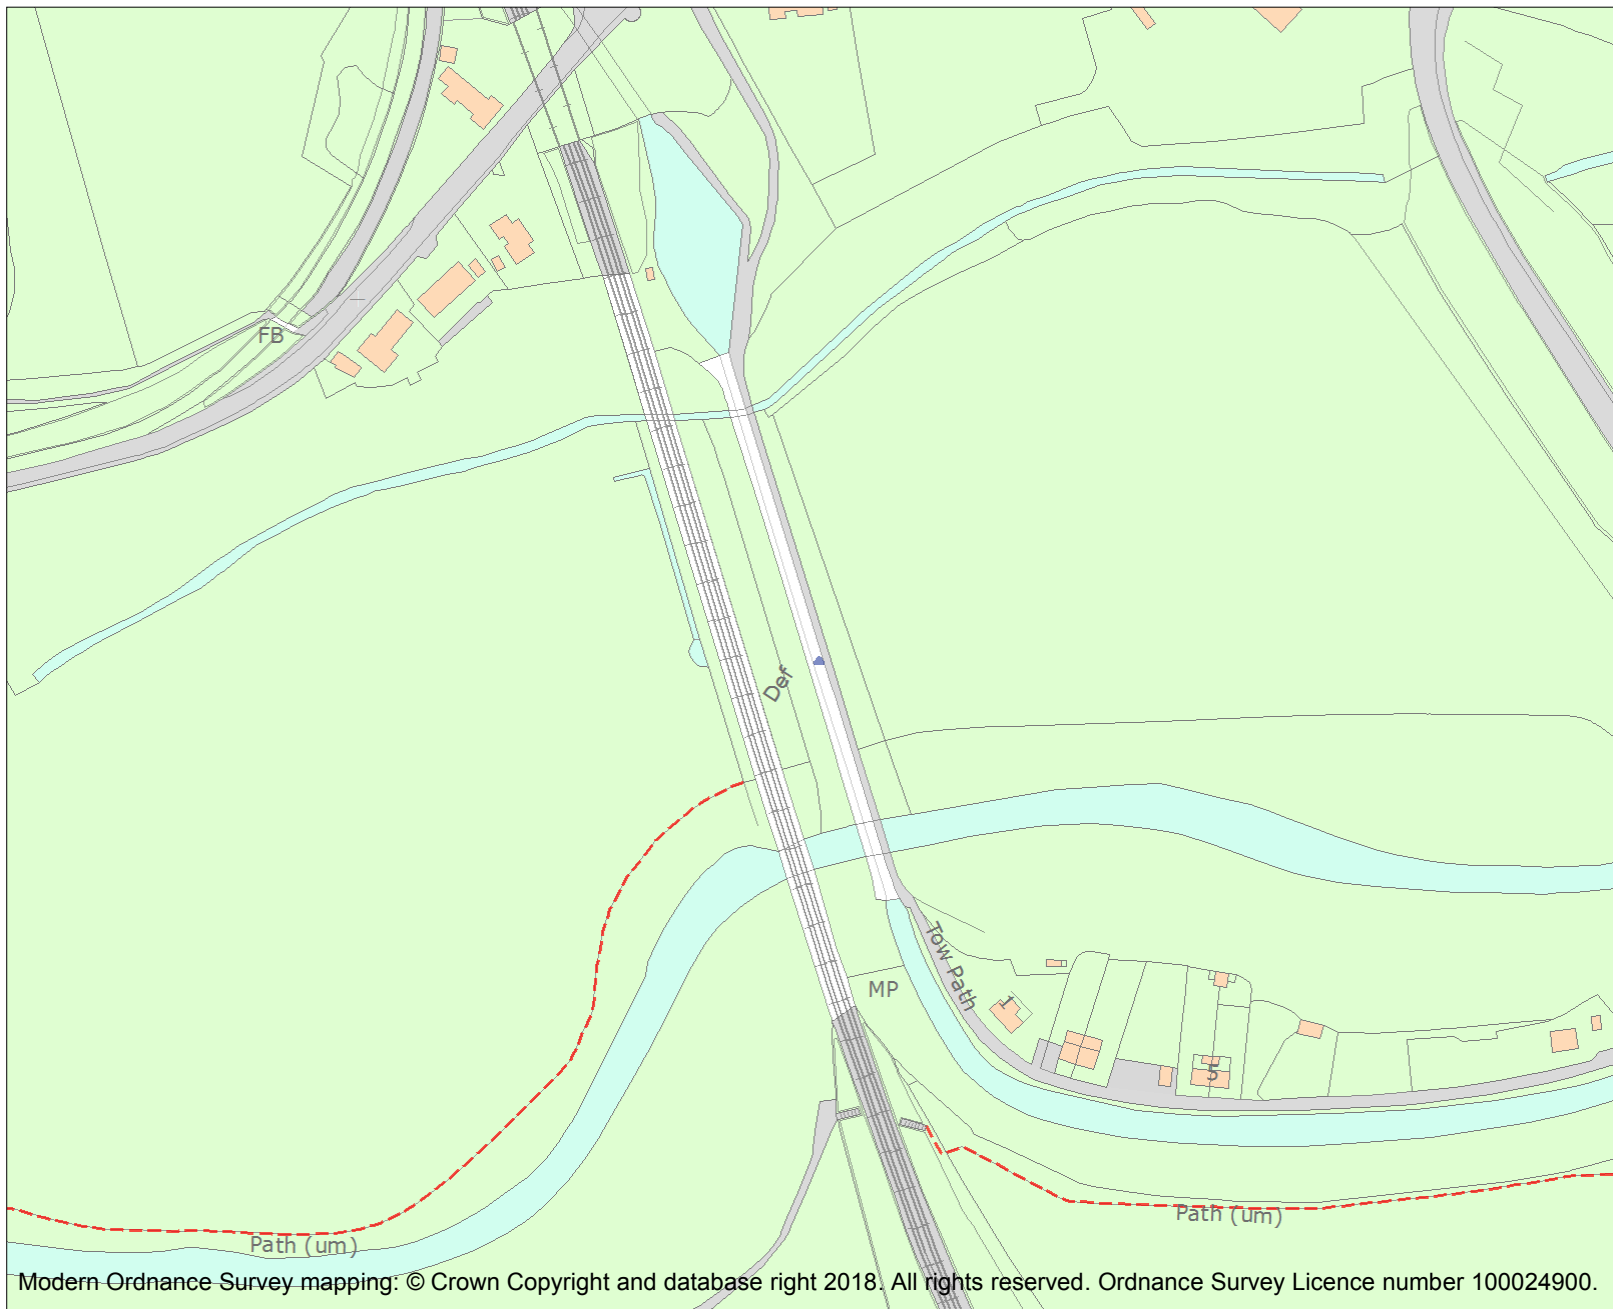 FB
Def
Tow Path
MP
1
5
Path (um)
Path (um)
Modern Ordnance Survey mapping: © Crown Copyright and database right 2018. All rights reserved. Ordnance Survey Licence number 100024900.